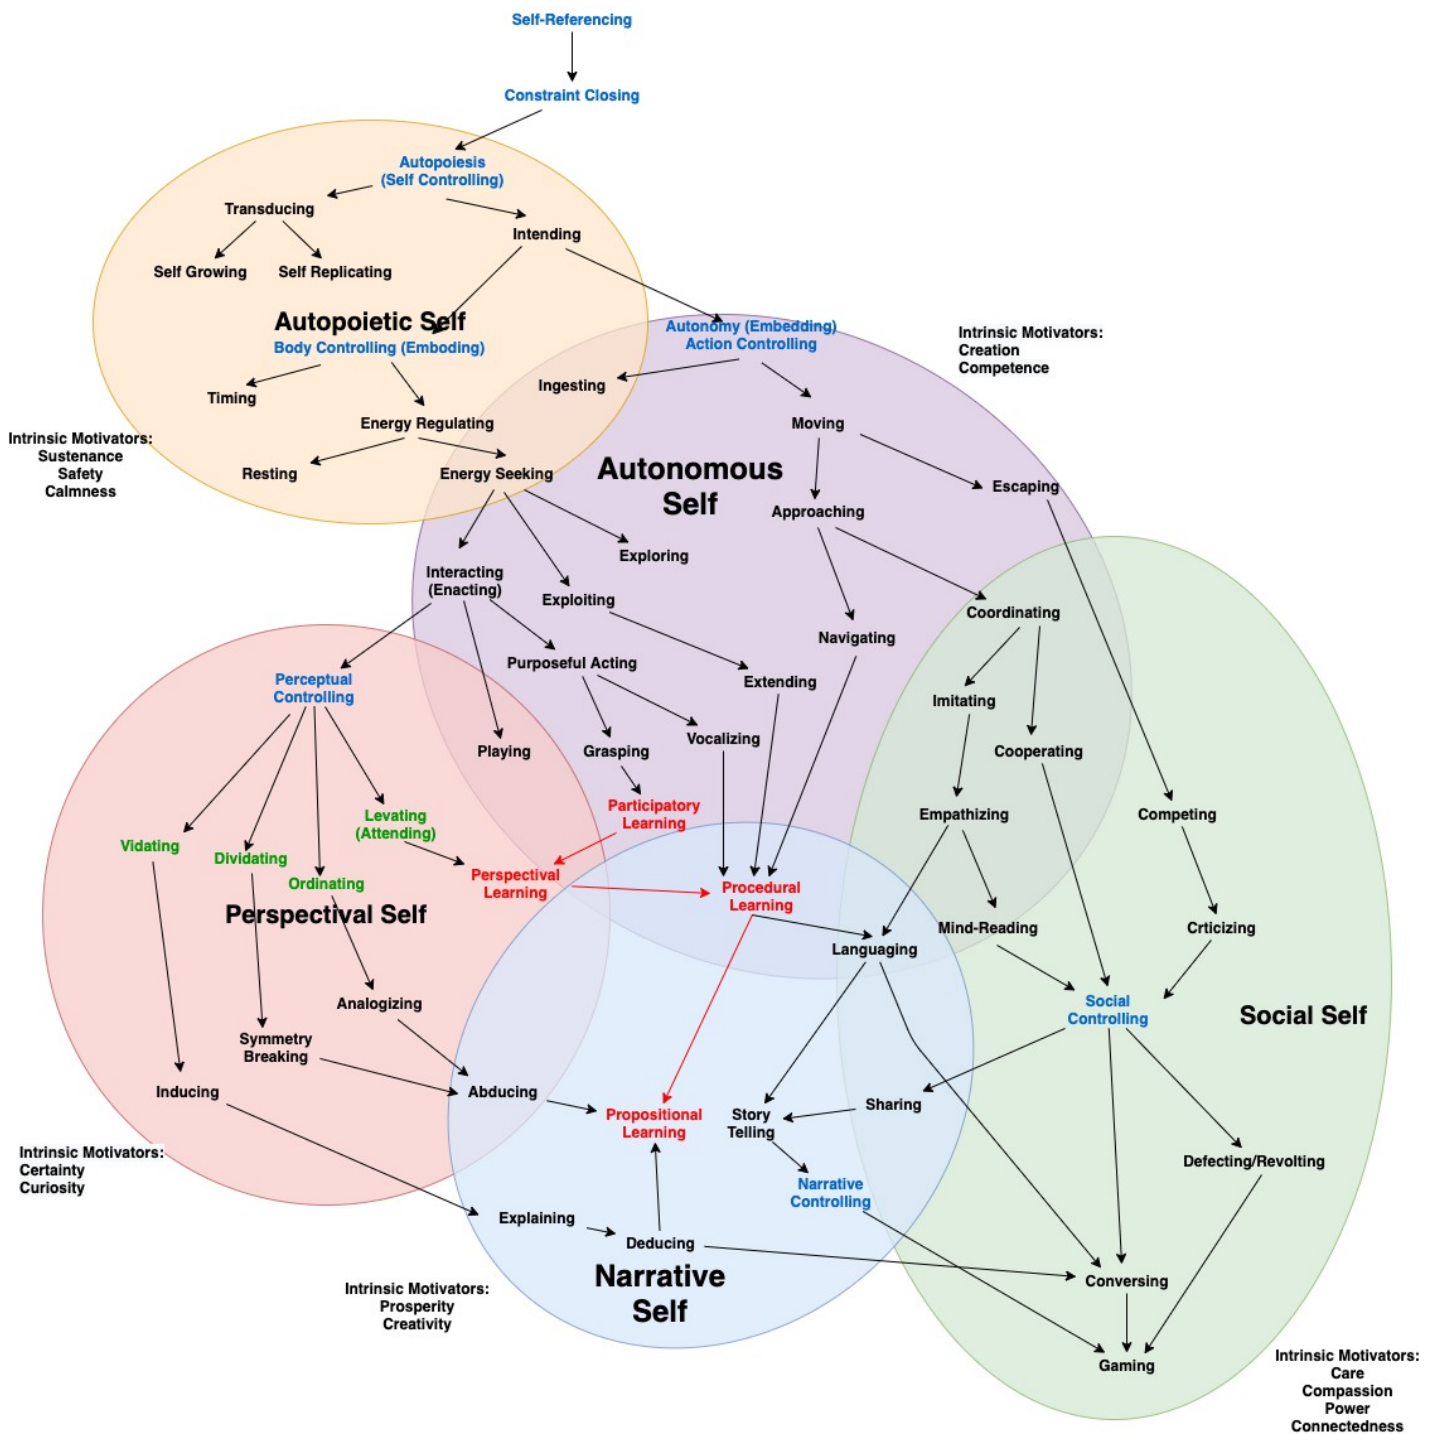 Self-Referencing
Constraint Closing
Autopoiesis
(Self Controlling)
Transducing
Intending
Self Growing
Self Replicating
Autopoietic Self
Body Controlling (Emboding)
Autonomy (Embedding)
Action Controlling
Intrinsic Motivators:
Creation
Competence
Timing
Ingesting
Energy Regulating
Moving
Intrinsic Motivators:
Sustenance
Safety
Calmness
Resting
Energy Seeking
Autonomous
Self
Escaping
Approaching
Exploring
Interacting
(Enacting)
Exploiting
Coordinating
Navigating
Purposeful Acting
Extending
Perceptual
Controlling
Imitating
Playing
Grasping
Vocalizing
Cooperating
Participatory
Learning
Empathizing
Competing
Levating
(Attending)
Vidating
Dividating
Ordinating
Perspectival
Learning
Procedural
Learning
Perspectival Self
Languaging
Mind-Reading
Crticizing
Analogizing
Social
Controlling
Social Self
Symmetry
Breaking
Inducing
Abducing
Propositional
Learning
Story
Telling
Sharing
Intrinsic Motivators:
Certainty
Curiosity
Defecting/Revolting
Narrative
Controlling
Explaining
Deducing
Narrative
Self
Conversing
Intrinsic Motivators:
Prosperity
Creativity
Gaming
Intrinsic Motivators:
Care
Compassion
Power
Connectedness